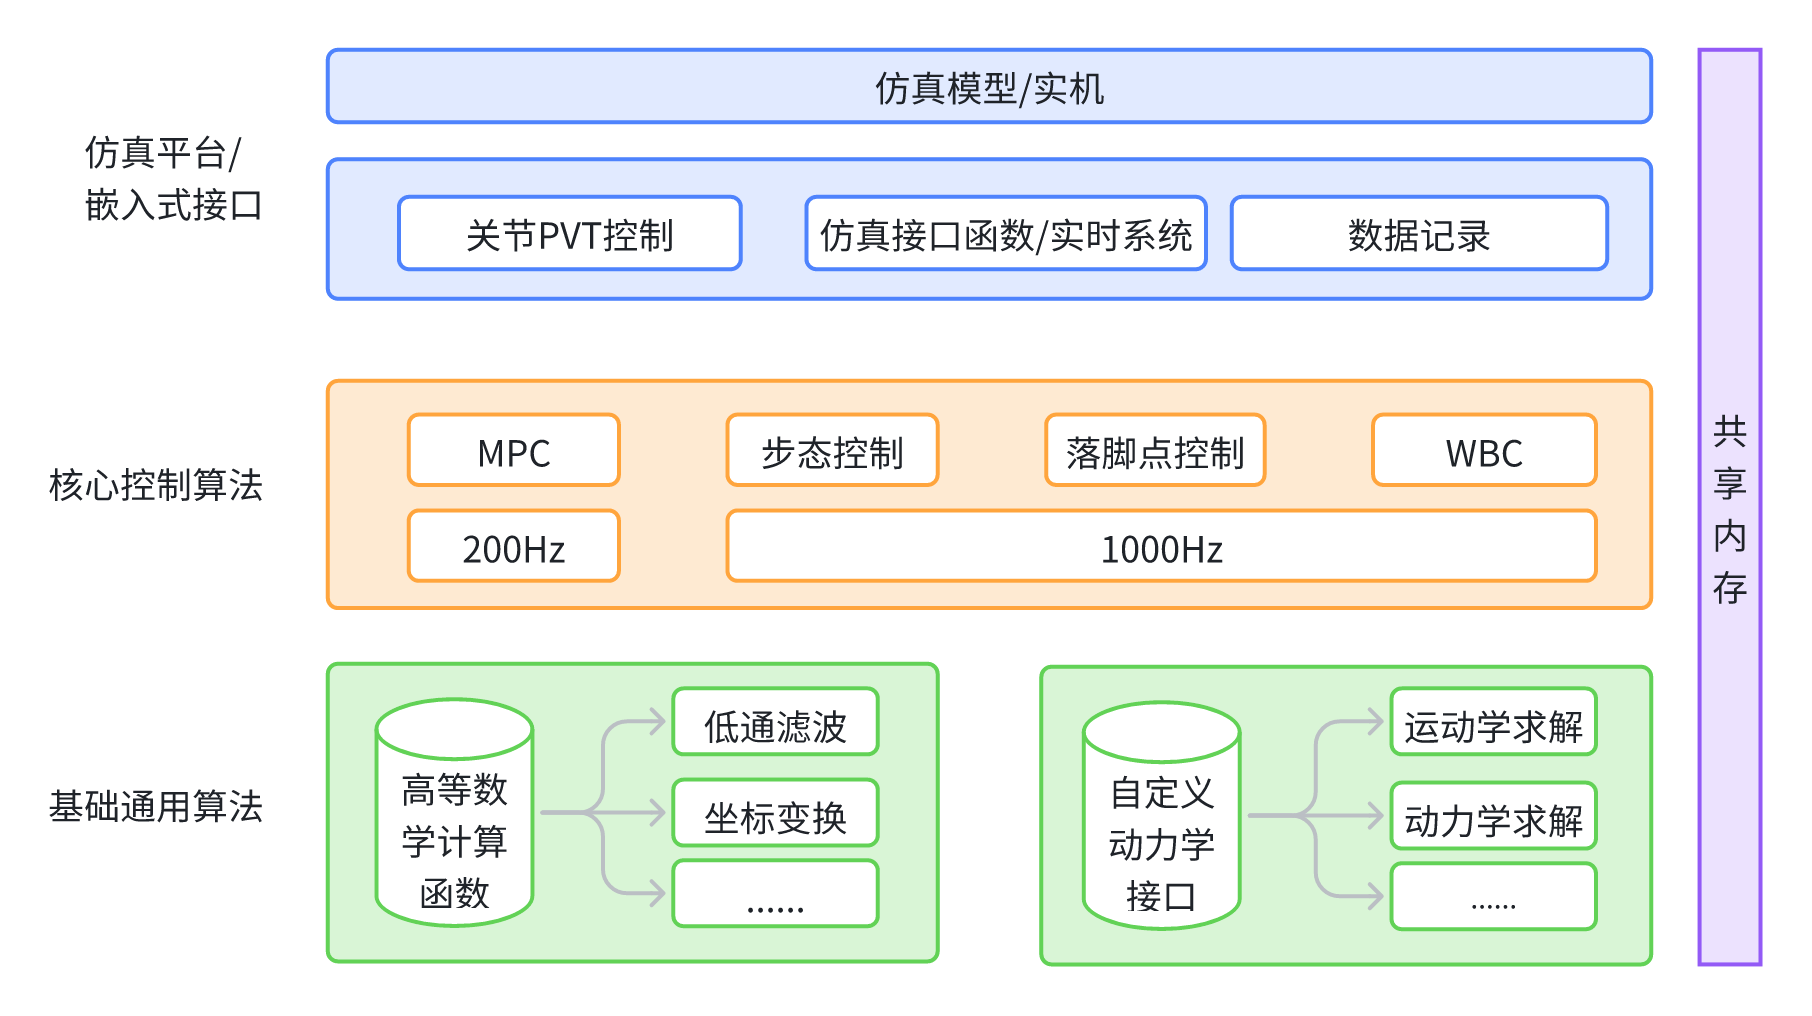 仿真模型/实机
仿真平台/
嵌入式接口
关节PVT控制
仿真接口函数/实时系统
数据记录
核心控制算法
MPC
步态控制
落脚点控制
WBC
200Hz
1000Hz
基础通用算法
高等数
学计算
函数
低通滤波
坐标变换
......
自定义
动力学
接口
运动学求解
动力学求解
......
共
享
内
存